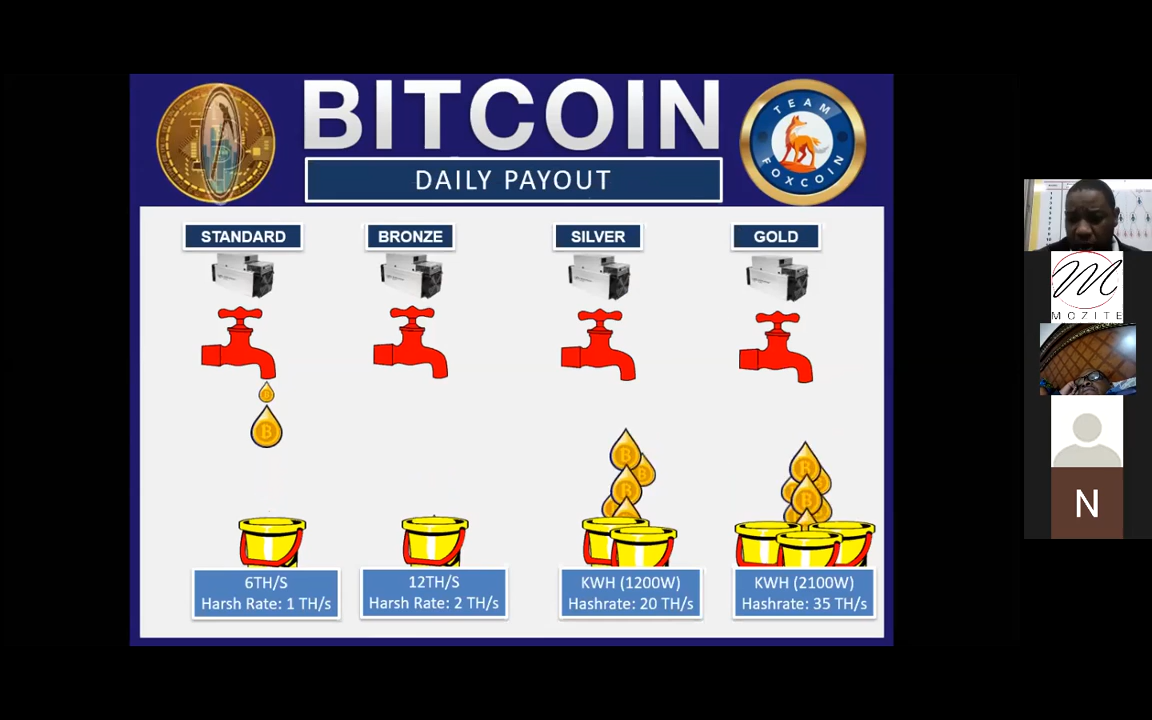 BITCOIN
DAILY PAYOUT
TEAM
FOXCOIN
STANDARD
BRONZE
SILVER
GOLD
6TH/S
Harsh Rate: 1 TH/s
12TH/S
Harsh Rate: 2 TH/s
KWH (1200W)
Hashrate: 20 TH/s
KWH (2100W)
Hashrate: 35 TH/s
M
MOZITE
N